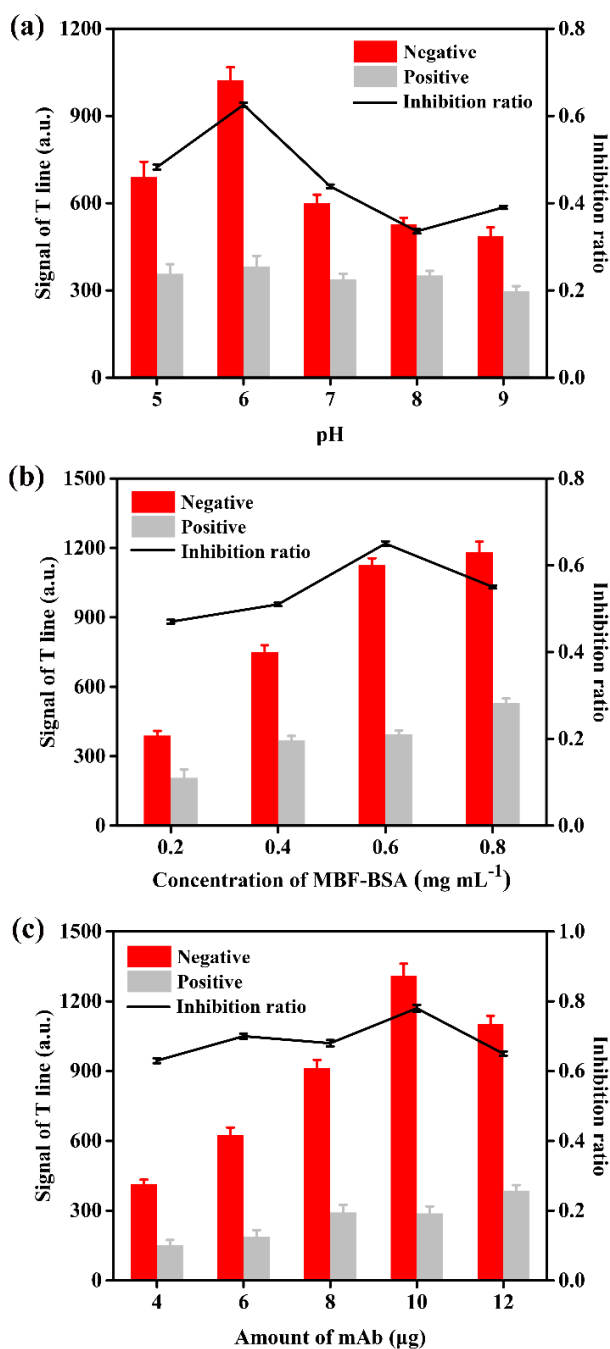 (a)
Signal of T line (a.u.)
1200
900
600
300
0
Negative
Positive
Inhibition ratio
0.8
0.6
0.4
0.2
0.0
Inhibition ratio
5 6 7 8 9
pH
(b)
Signal of T line (a.u.)
1500
1200
900
600
300
0
Negative
Positive
Inhibition ratio
0.8
0.6
0.4
0.2
0.0
Inhibition ratio
0.2 0.4 0.6 0.8
Concentration of MBF-BSA (mg mL⁻¹)
(c)
Signal of T line (a.u.)
1500
1200
900
600
300
0
Negative
Positive
Inhibition ratio
1.0
0.8
0.6
0.4
0.2
0.0
Inhibition ratio
4 6 8 10 12
Amount of mAb (μg)